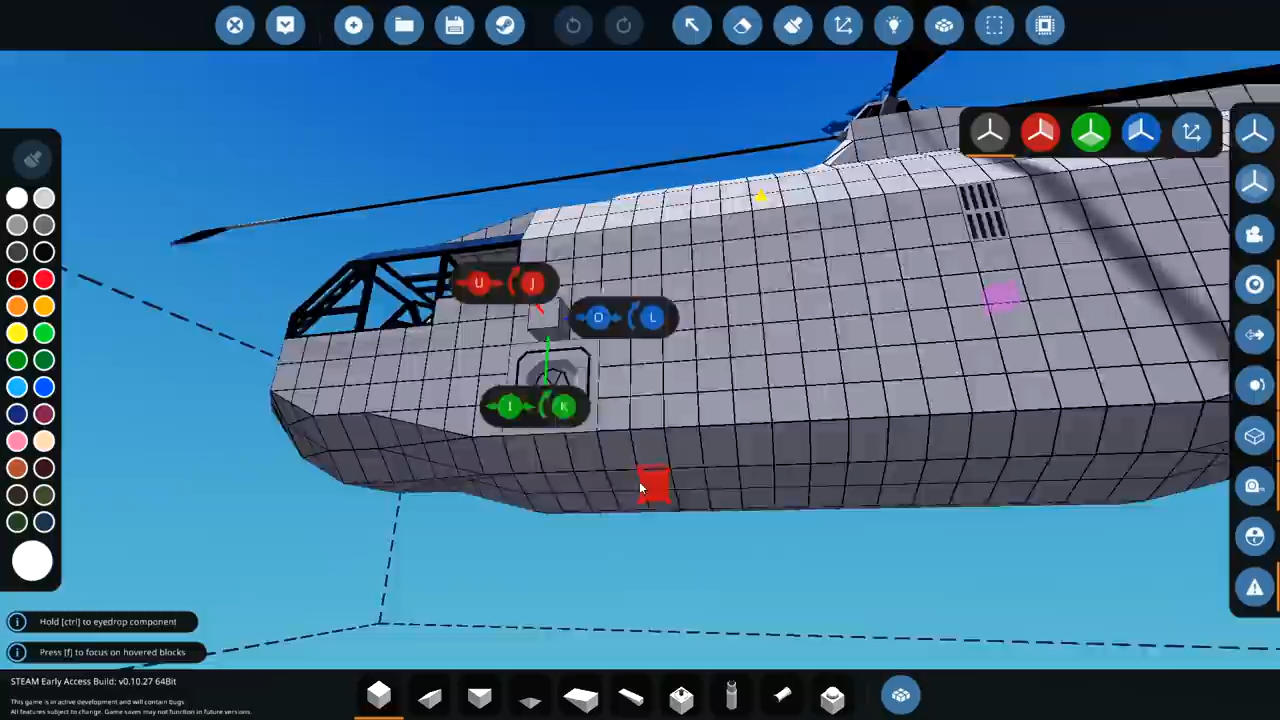 U J
O L
I K
Hold [ctrl] to eyedrop component
Press [f] to focus on hovered blocks
STEAM Early Access Build: v0.10.27 64Bit
This game is in active development and will contain bugs.
All features subject to change. Game saves may not function in future versions.